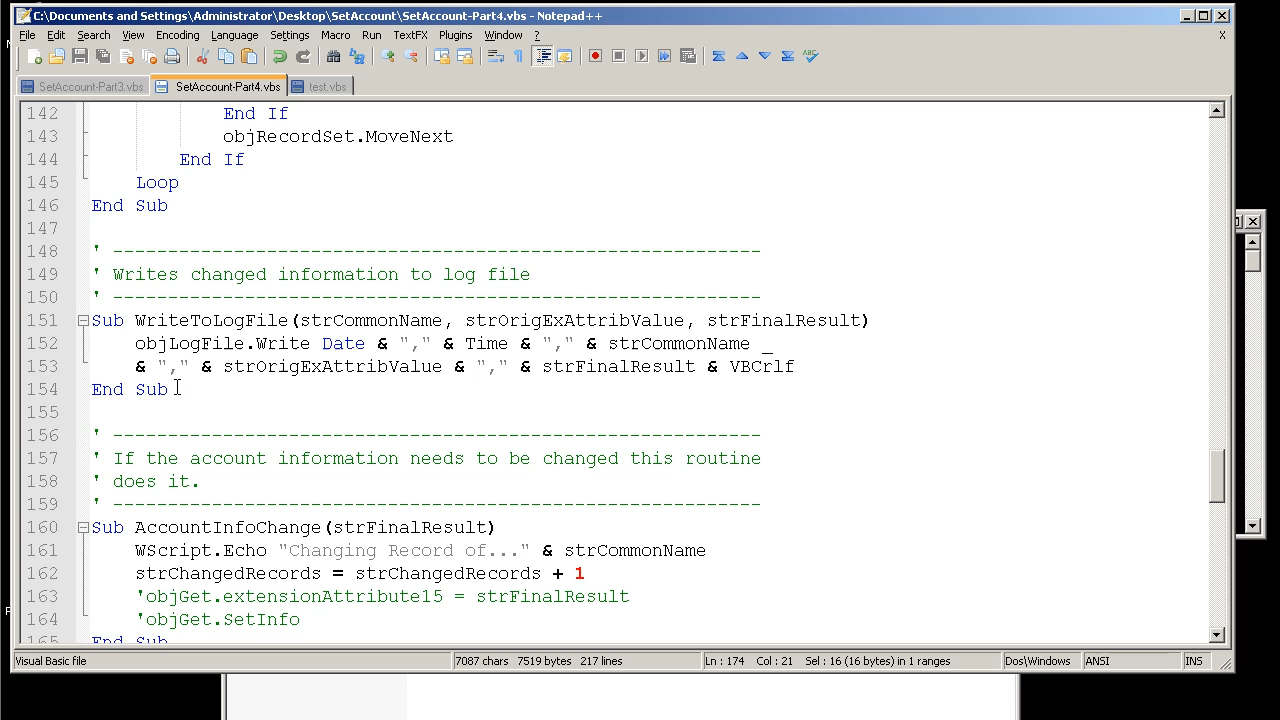 C:\Documents and Settings\Administrator\Desktop\SetAccount\SetAccount-Part4.vbs - Notepad++
File Edit Search View Encoding Language Settings Macro Run TextFX Plugins Window ? X
SetAccount-Part3.vbs SetAccount-Part4.vbs test.vbs
142 End If
143 objRecordSet.MoveNext
144 End If
145 Loop
146 End Sub
147
148 ' -----------------------------------------------------------
149 ' Writes changed information to log file
150 ' -----------------------------------------------------------
151 Sub WriteToLogFile(strCommonName, strOrigExAttribValue, strFinalResult)
152 objLogFile.Write Date & "," & Time & "," & strCommonName _
153 & "," & strOrigExAttribValue & "," & strFinalResult & VBCrlf
154 End Sub
155
156 ' -----------------------------------------------------------
157 ' If the account information needs to be changed this routine
158 ' does it.
159 ' -----------------------------------------------------------
160 Sub AccountInfoChange(strFinalResult)
161 WScript.Echo "Changing Record of..." & strCommonName
162 strChangedRecords = strChangedRecords + 1
163 'objGet.extensionAttribute15 = strFinalResult
164 'objGet.SetInfo
165 End Sub
Visual Basic file 7087 chars 7519 bytes 217 lines Ln : 174 Col : 21 Sel : 16 (16 bytes) in 1 ranges Dos\Windows ANSI INS